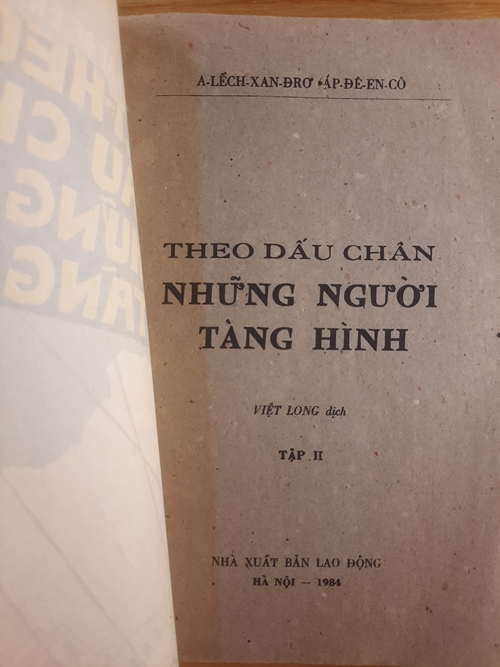 A-LẾCH-XAN-ĐRƠ ÁP-ĐÊ-EN-CÔ
THEO DẤU CHÂN
NHỮNG NGƯỜI
TÀNG HÌNH
VIỆT LONG dịch
TẬP II
NHÀ XUẤT BẢN LAO ĐỘNG
HÀ NỘI — 1984